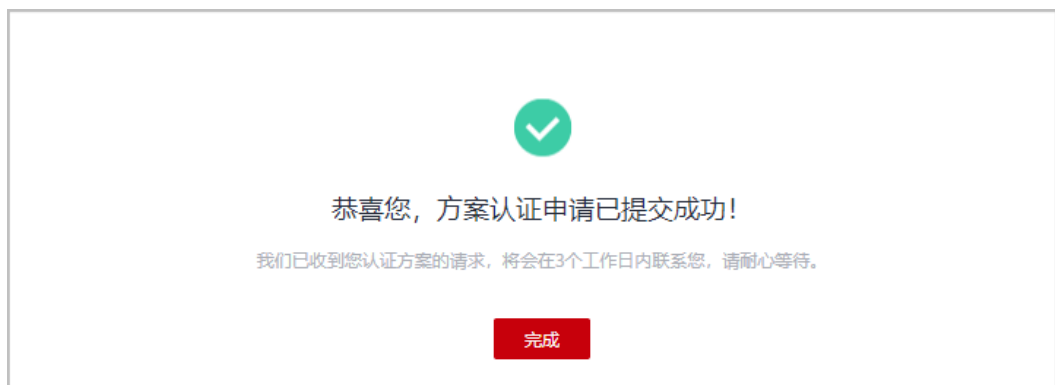 恭喜您，方案认证申请已提交成功！
我们已收到您认证方案的请求，将会在3个工作日内联系您，请耐心等待。
完成